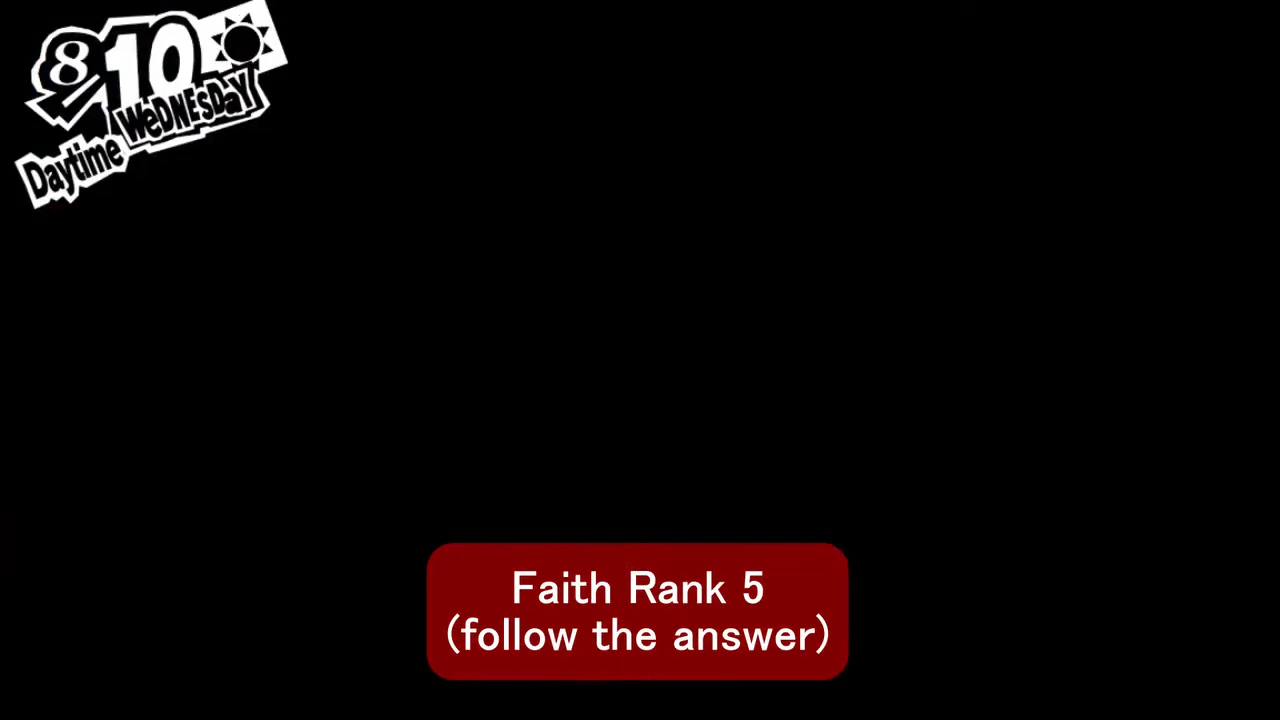 8/10
WeDNESDaY
Daytime
Faith Rank 5
(follow the answer)